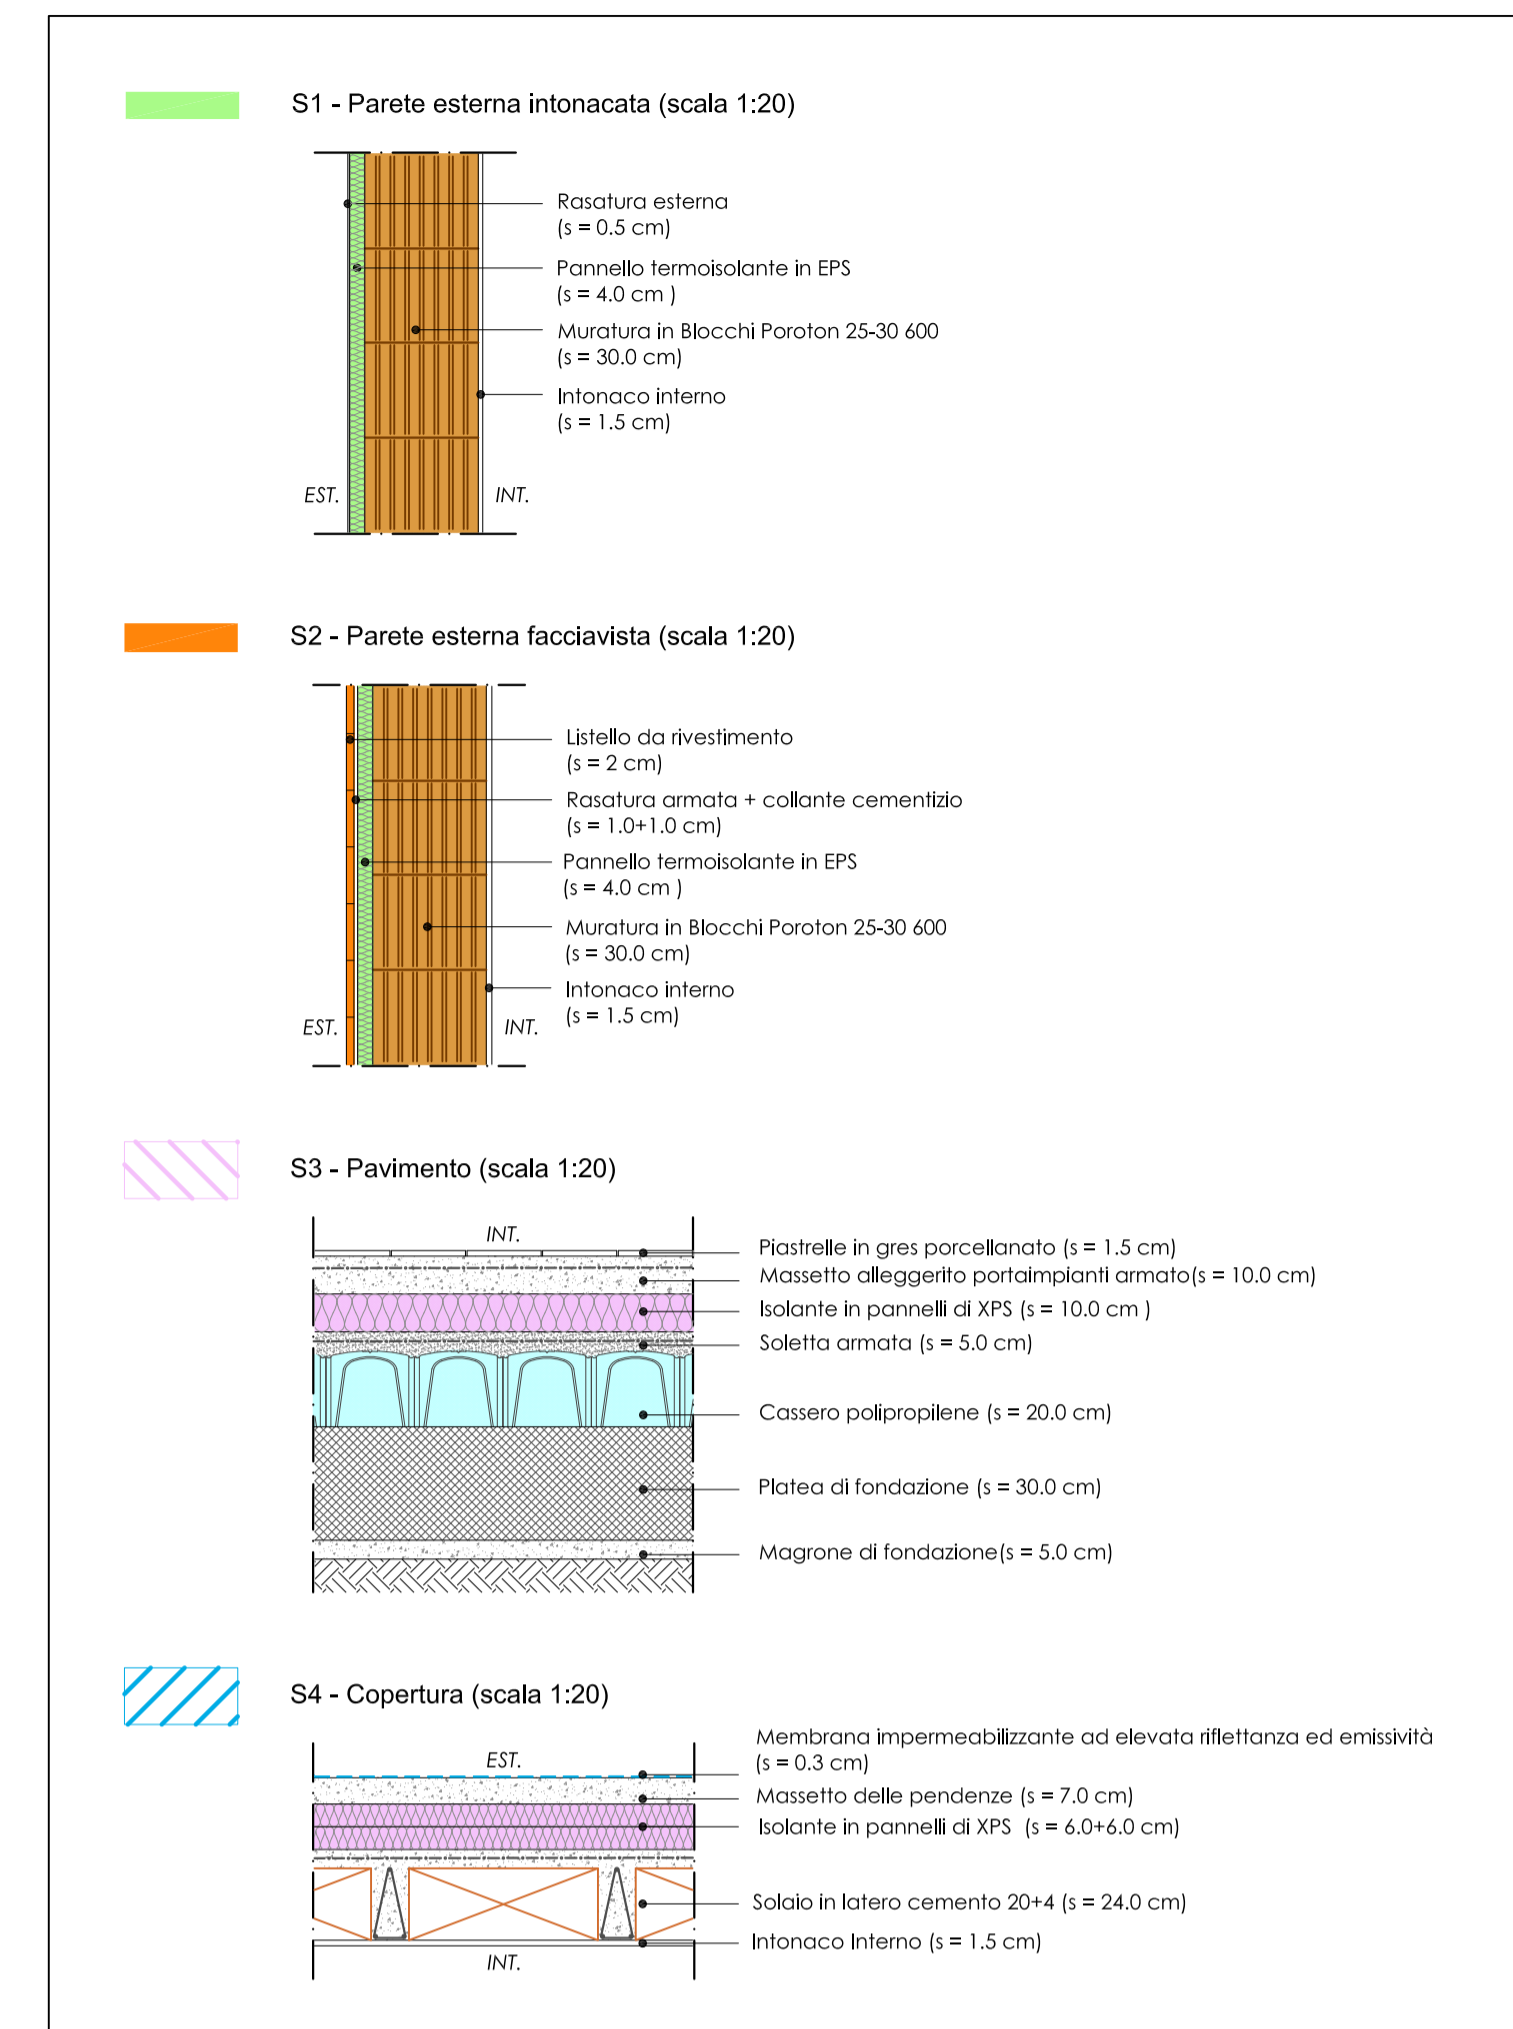 S1 - Parete esterna intonacata (scala 1:20)
Rasatura esterna
(s = 0.5 cm)
Pannello termoisolante in EPS
(s = 4.0 cm )
Muratura in Blocchi Poroton 25-30 600
(s = 30.0 cm)
Intonaco interno
(s = 1.5 cm)
EST.
INT.
S2 - Parete esterna facciavista (scala 1:20)
Listello da rivestimento
(s = 2 cm)
Rasatura armata + collante cementizio
(s = 1.0+1.0 cm)
Pannello termoisolante in EPS
(s = 4.0 cm )
Muratura in Blocchi Poroton 25-30 600
(s = 30.0 cm)
Intonaco interno
(s = 1.5 cm)
EST.
INT.
S3 - Pavimento (scala 1:20)
INT.
Piastrelle in gres porcellanato (s = 1.5 cm)
Massetto alleggerito portaimpianti armato(s = 10.0 cm)
Isolante in pannelli di XPS (s = 10.0 cm )
Soletta armata (s = 5.0 cm)
Cassero polipropilene (s = 20.0 cm)
Platea di fondazione (s = 30.0 cm)
Magrone di fondazione(s = 5.0 cm)
S4 - Copertura (scala 1:20)
EST.
Membrana impermeabilizzante ad elevata riflettanza ed emissività
(s = 0.3 cm)
Massetto delle pendenze (s = 7.0 cm)
Isolante in pannelli di XPS (s = 6.0+6.0 cm)
Solaio in latero cemento 20+4 (s = 24.0 cm)
Intonaco Interno (s = 1.5 cm)
INT.